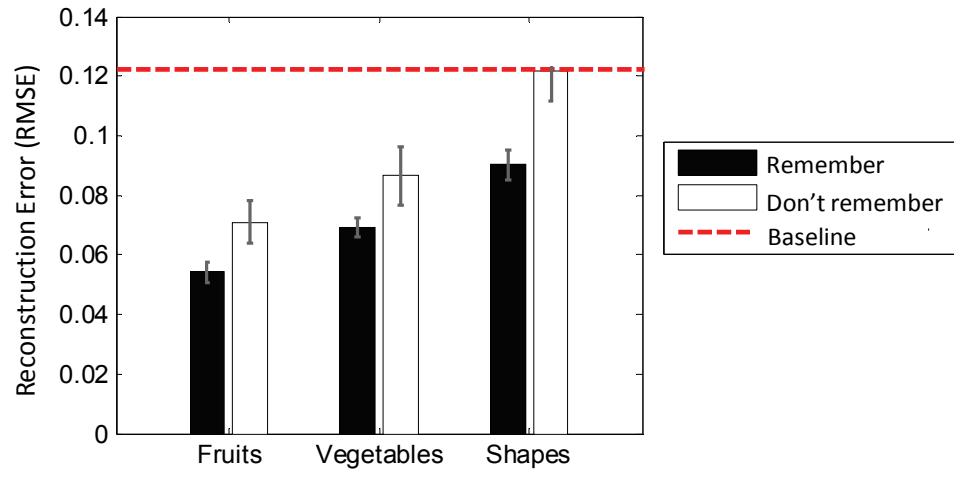 Reconstruction Error (RMSE)
0.14
0.12
0.1
0.08
0.06
0.04
0.02
0
Fruits Vegetables Shapes
Remember
Don't remember
Baseline